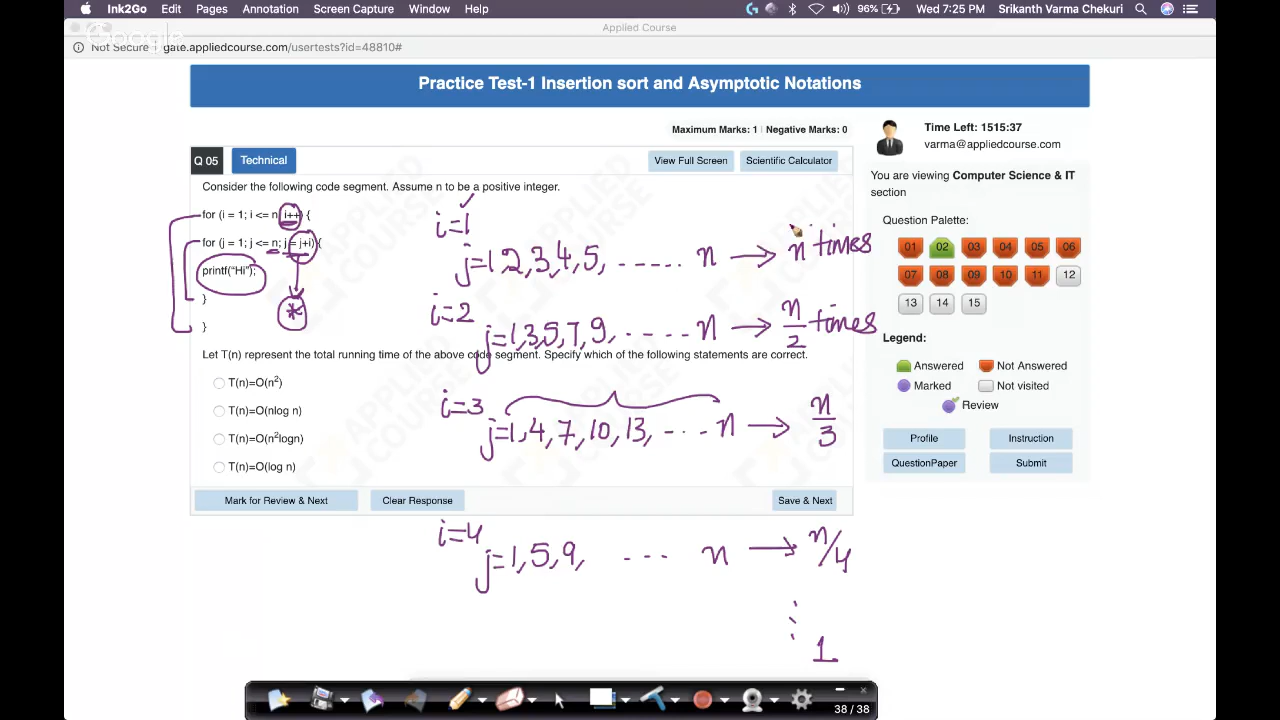 Ink2Go Edit Pages Annotation Screen Capture Window Help 96% Wed 7:25 PM Srikanth Varma Chekuri
Google
Applied Course
Not Secure gate.appliedcourse.com/usertests?id=48810#
Practice Test-1 Insertion sort and Asymptotic Notations
Maximum Marks: 1 | Negative Marks: 0
Q 05 Technical View Full Screen Scientific Calculator
Consider the following code segment. Assume n to be a positive integer.
for (i = 1; i <= n; i++) {
for (j = 1; j <= n; j = j+i) {
printf("Hi");
}
}
*
Let T(n) represent the total running time of the above code segment. Specify which of the following statements are correct.
T(n)=O(n²)
T(n)=O(nlog n)
T(n)=O(n²logn)
T(n)=O(log n)
Mark for Review & Next Clear Response Save & Next
i=1
j=1,2,3,4,5, ...... n → n times
i=2
j=1,3,5,7,9, ..... n → n/2 times
i=3
j=1,4,7,10,13, ... n → n/3
i=4
j=1,5,9, ... n → n/4
⋮
1
Time Left: 1515:37
varma@appliedcourse.com
You are viewing Computer Science & IT
section
Question Palette:
01 02 03 04 05 06
07 08 09 10 11 12
13 14 15
Legend:
Answered Not Answered
Marked Not visited
Review
Profile Instruction
QuestionPaper Submit
APPLIED COURSE
38 / 38